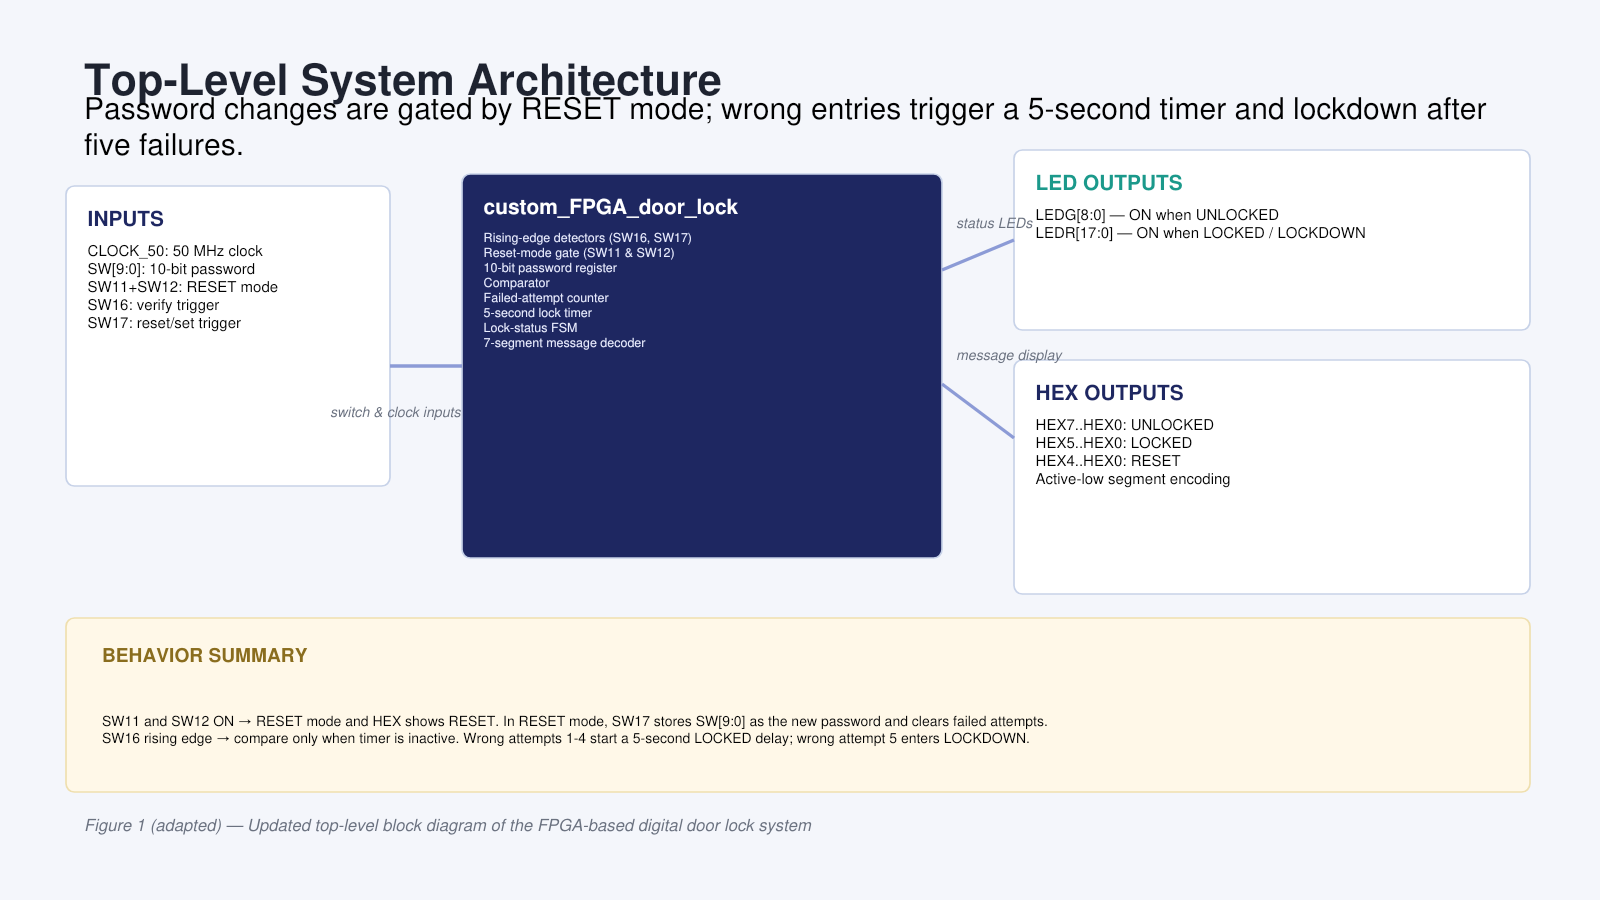 Top-Level System Architecture
Password changes are gated by RESET mode; wrong entries trigger a 5-second timer and lockdown after
five failures.
INPUTS
CLOCK_50: 50 MHz clock
SW[9:0]: 10-bit password
SW11+SW12: RESET mode
SW16: verify trigger
SW17: reset/set trigger
switch & clock inputs
custom_FPGA_door_lock
Rising-edge detectors (SW16, SW17)
Reset-mode gate (SW11 & SW12)
10-bit password register
Comparator
Failed-attempt counter
5-second lock timer
Lock-status FSM
7-segment message decoder
status LEDs
LED OUTPUTS
LEDG[8:0] — ON when UNLOCKED
LEDR[17:0] — ON when LOCKED / LOCKDOWN
message display
HEX OUTPUTS
HEX7..HEX0: UNLOCKED
HEX5..HEX0: LOCKED
HEX4..HEX0: RESET
Active-low segment encoding
BEHAVIOR SUMMARY
SW11 and SW12 ON → RESET mode and HEX shows RESET. In RESET mode, SW17 stores SW[9:0] as the new password and clears failed attempts.
SW16 rising edge → compare only when timer is inactive. Wrong attempts 1-4 start a 5-second LOCKED delay; wrong attempt 5 enters LOCKDOWN.
Figure 1 (adapted) — Updated top-level block diagram of the FPGA-based digital door lock system